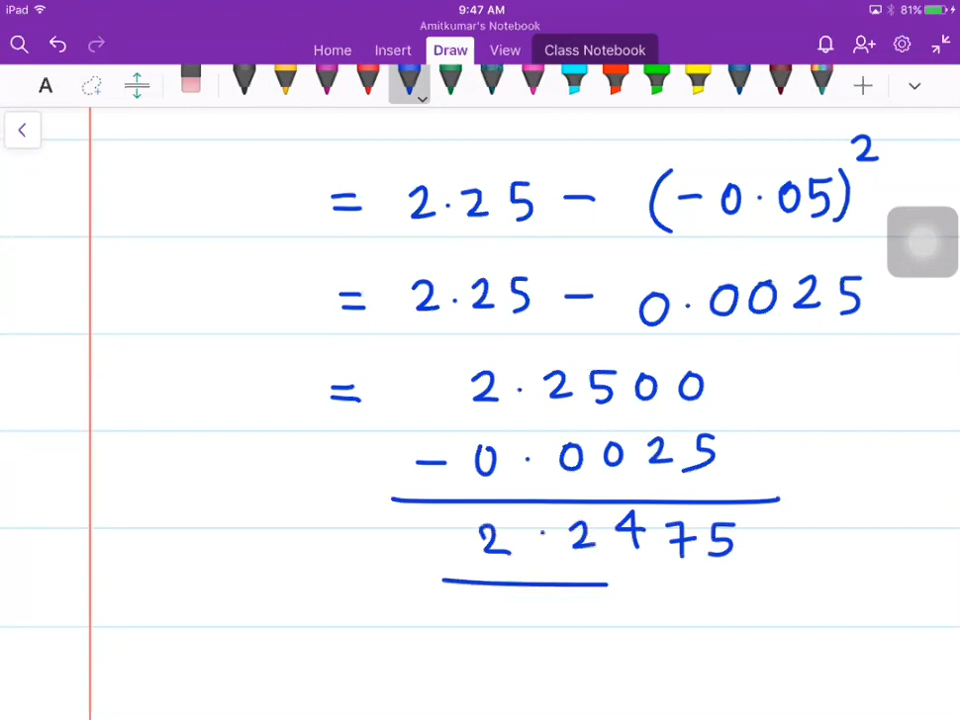 iPad 9:47 AM 81%
Amitkumar's Notebook
Home Insert Draw View Class Notebook
A
= 2.25 - (-0.05)²
= 2.25 - 0.0025
= 2.2500
- 0.0025
2.2475